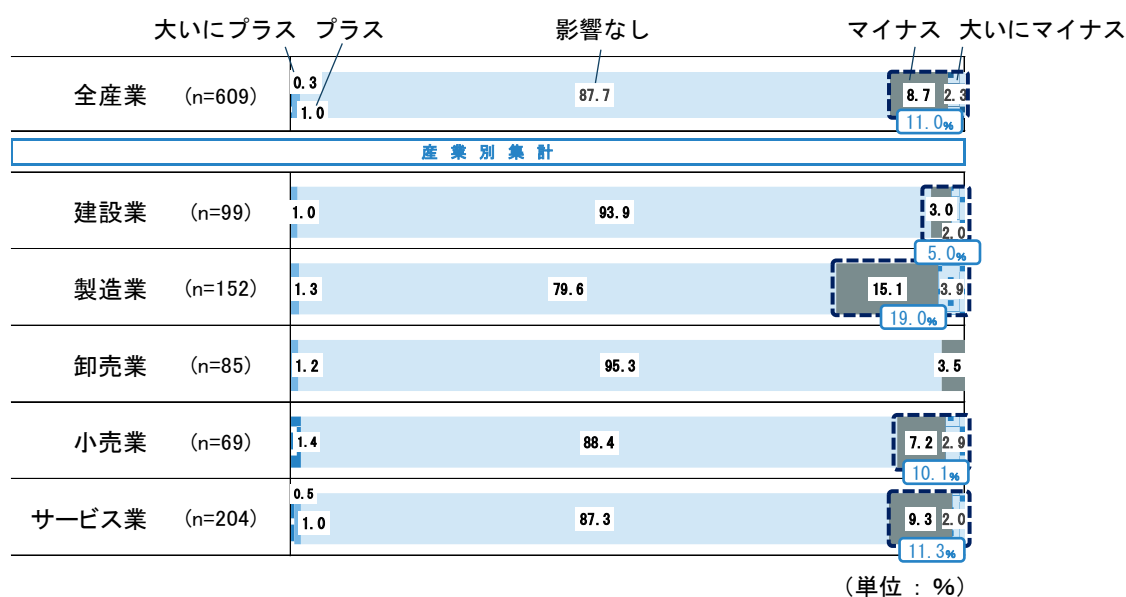 大いにプラス プラス 影響なし マイナス 大いにマイナス
全産業 (n=609) 0.3 1.0 87.7 8.7 2.3
11.0%
産業別集計
建設業 (n=99) 1.0 93.9 3.0 2.0
5.0%
製造業 (n=152) 1.3 79.6 15.1 3.9
19.0%
卸売業 (n=85) 1.2 95.3 3.5
小売業 (n=69) 1.4 88.4 7.2 2.9
10.1%
サービス業 (n=204) 0.5 1.0 87.3 9.3 2.0
11.3%
(単位 : %)